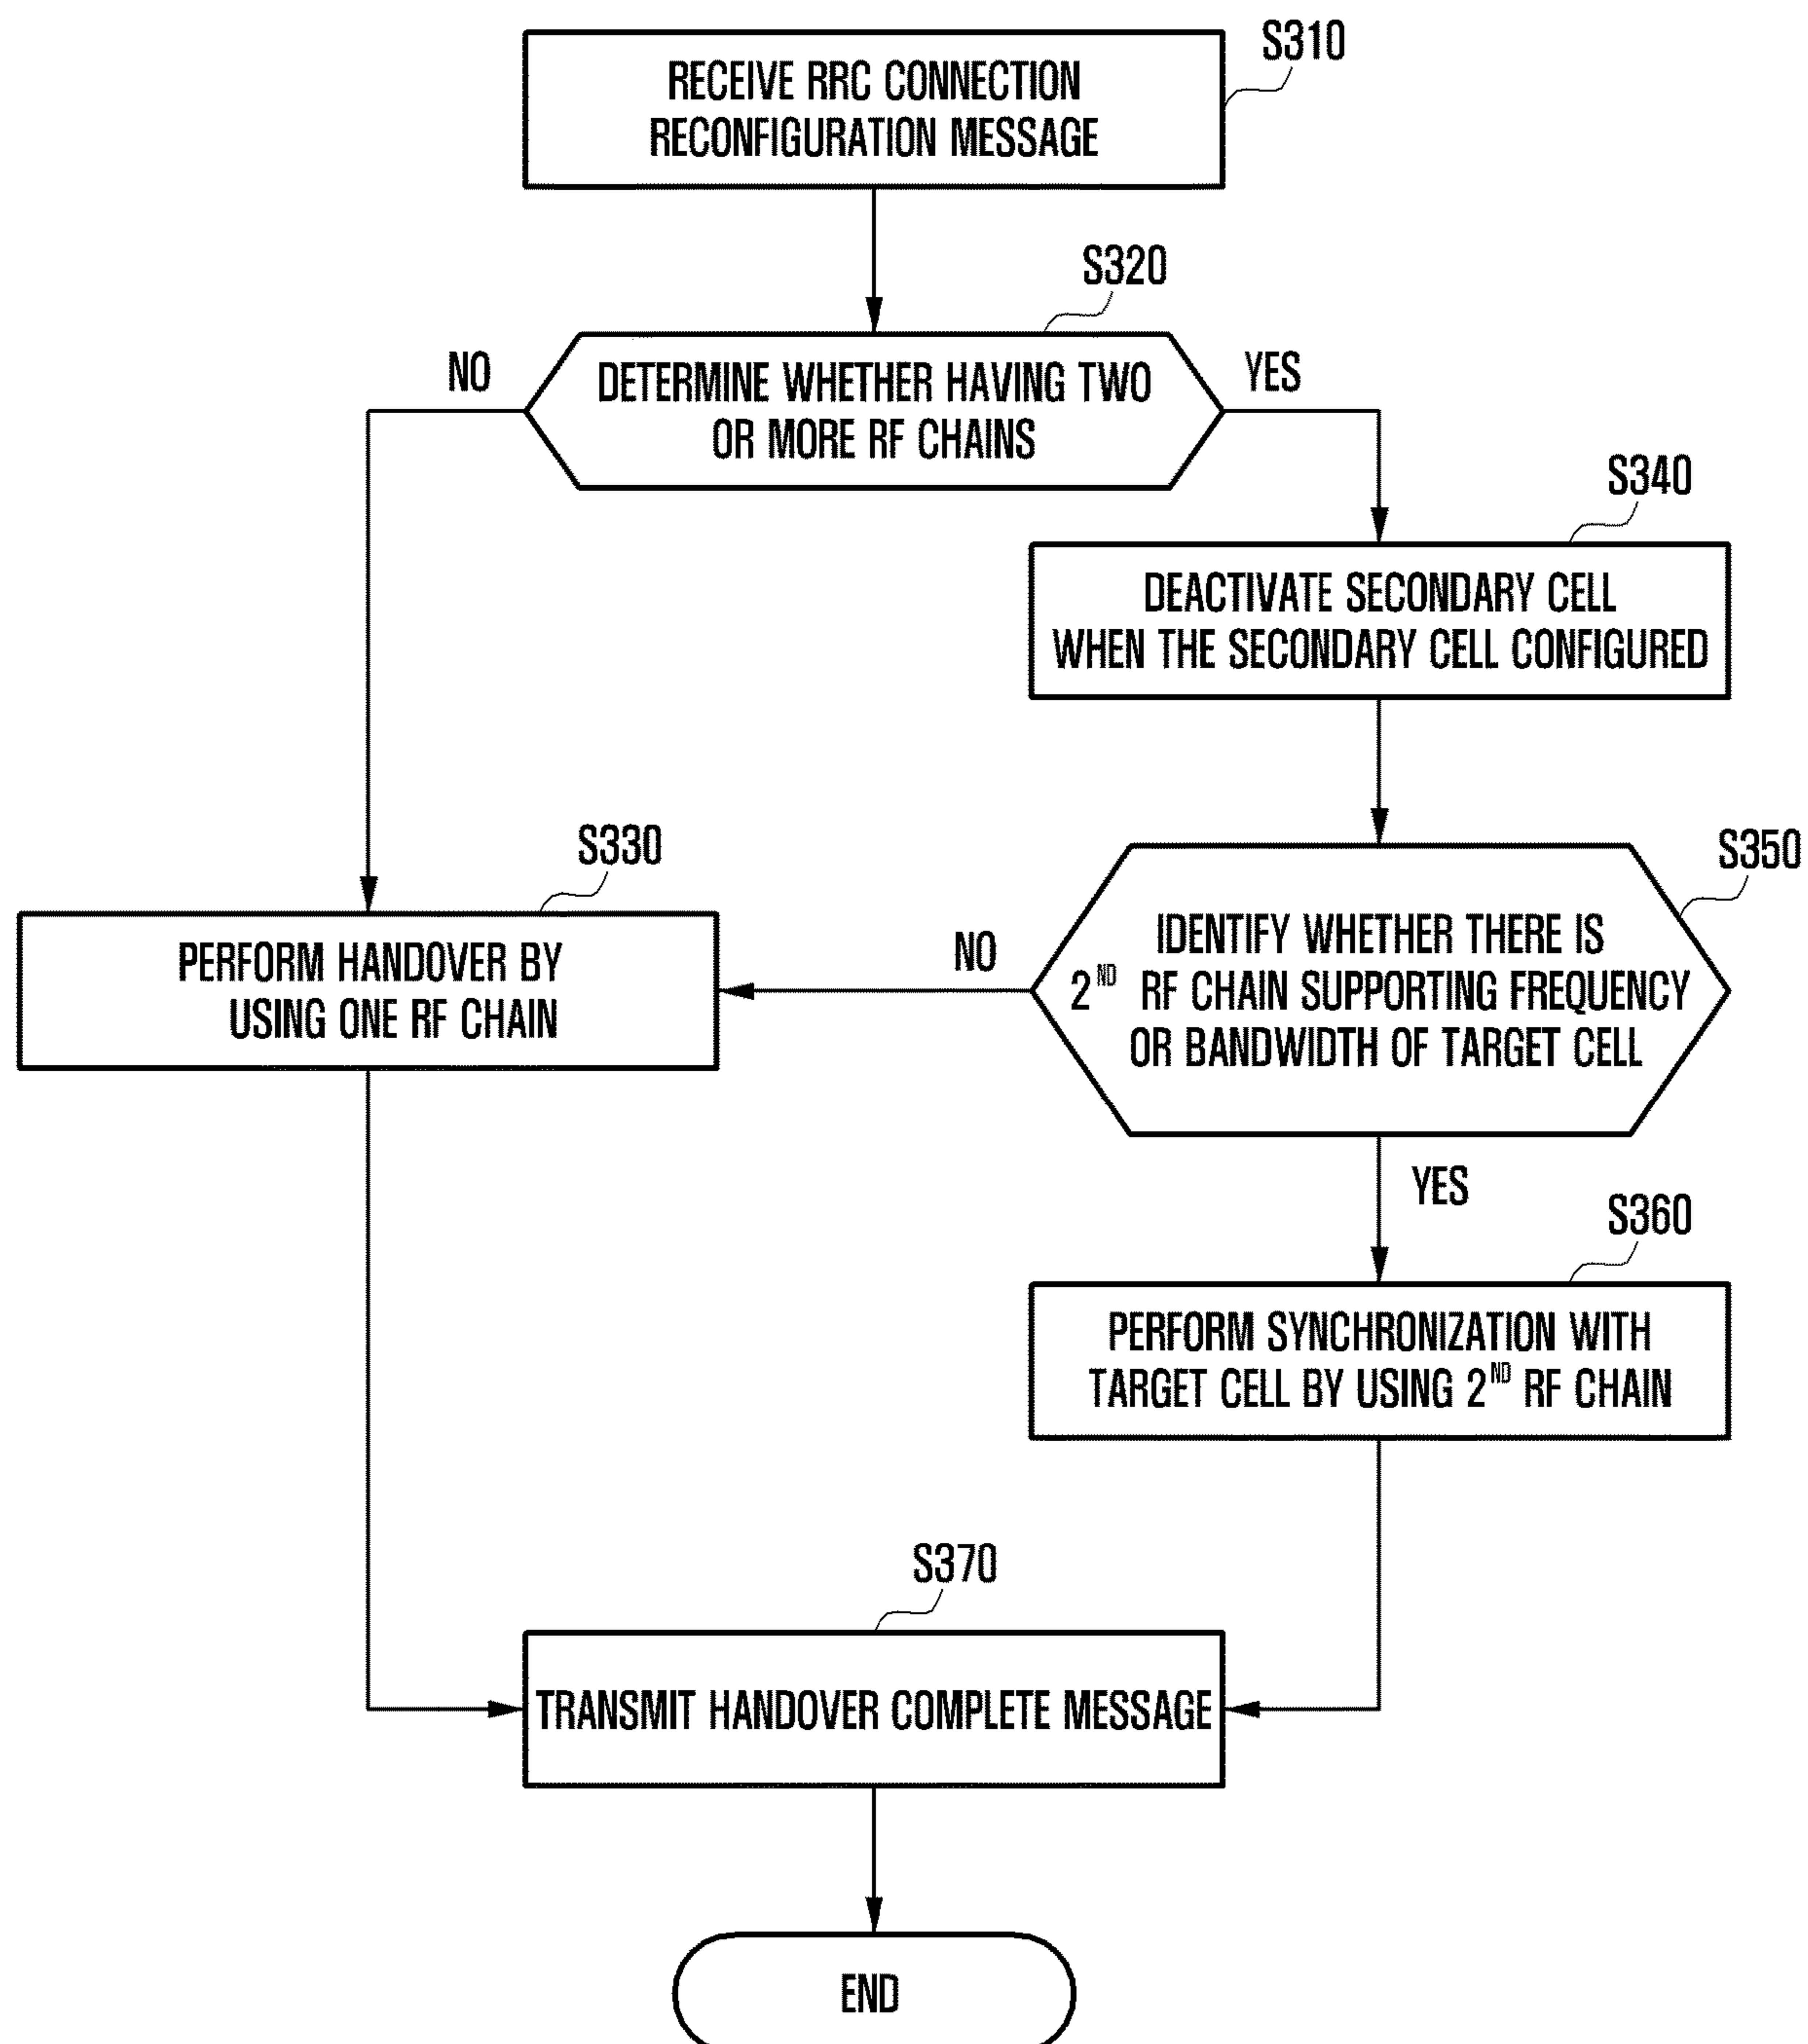 S310
RECEIVE RRC CONNECTION
RECONFIGURATION MESSAGE
S320
NO
DETERMINE WHETHER HAVING TWO
OR MORE RF CHAINS
YES
S340
DEACTIVATE SECONDARY CELL
WHEN THE SECONDARY CELL CONFIGURED
S330
PERFORM HANDOVER BY
USING ONE RF CHAIN
S350
NO
IDENTIFY WHETHER THERE IS
2ND RF CHAIN SUPPORTING FREQUENCY
OR BANDWIDTH OF TARGET CELL
YES
S360
PERFORM SYNCHRONIZATION WITH
TARGET CELL BY USING 2ND RF CHAIN
S370
TRANSMIT HANDOVER COMPLETE MESSAGE
END